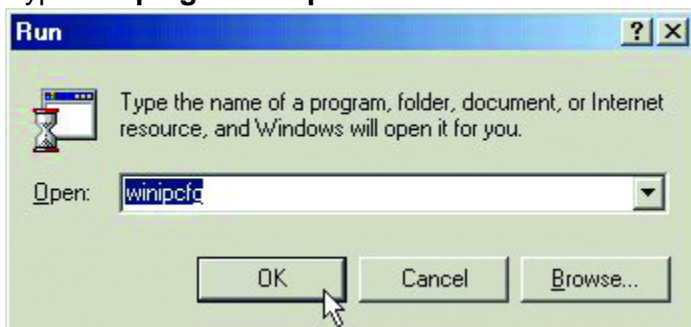 Run
Type the name of a program, folder, document, or Internet
resource, and Windows will open it for you.
Open: winipcfg
OK Cancel Browse...